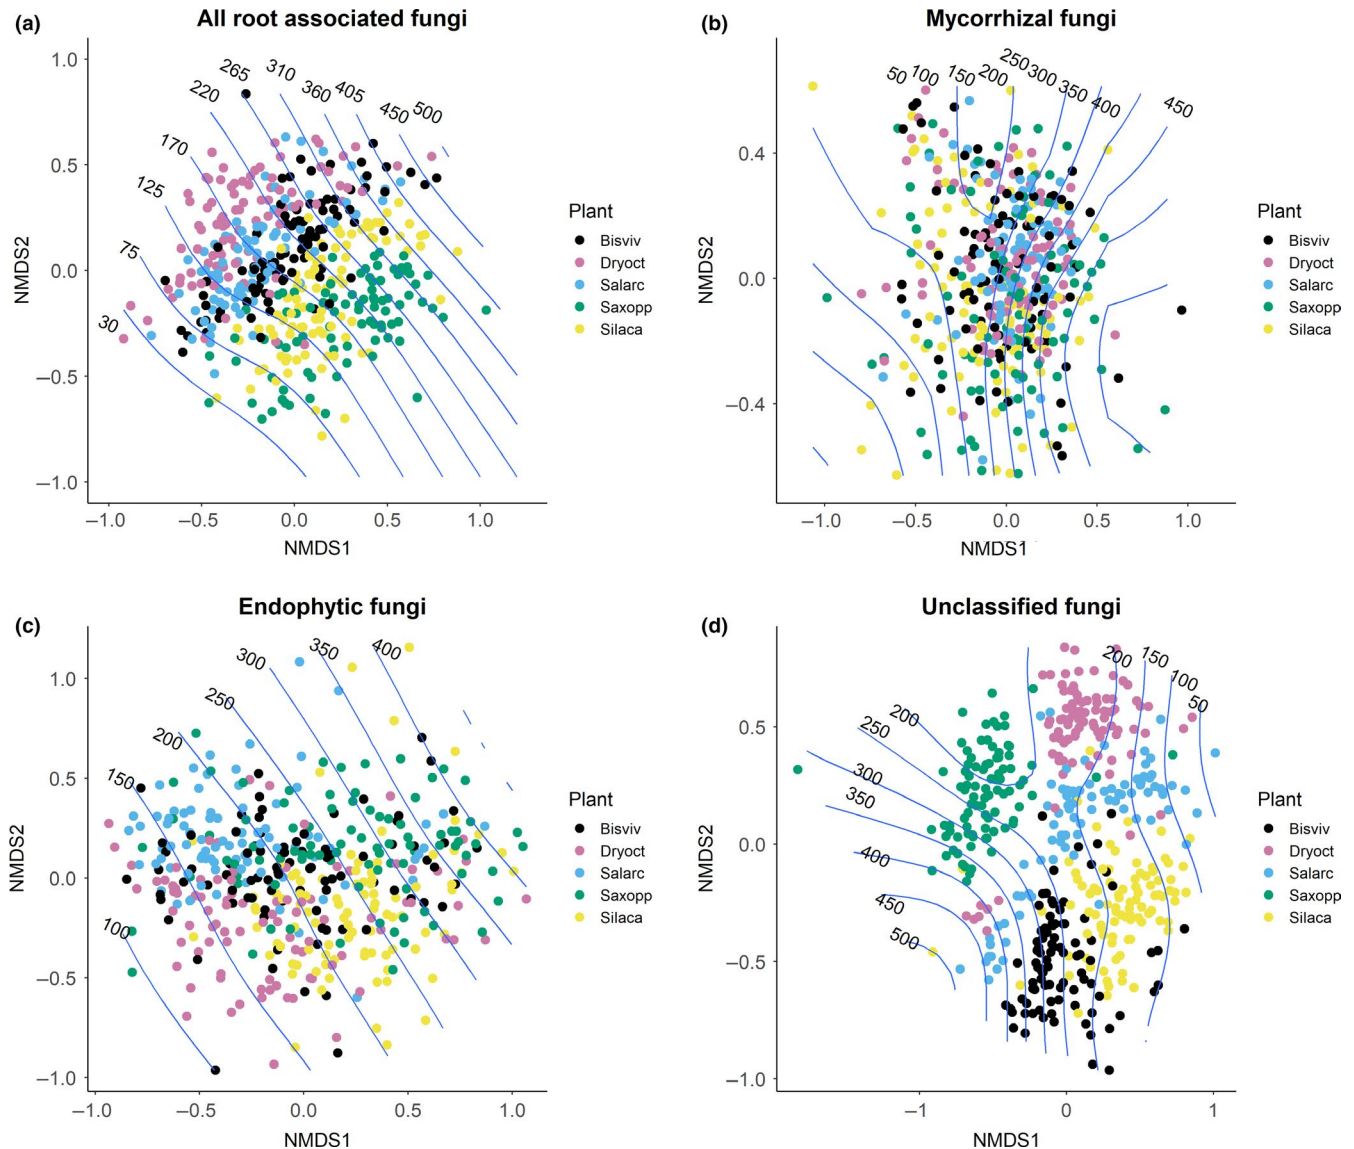 (a)
All root associated fungi
30
75
125
170
220
265
310
360
405
450
500
1.0
0.5
0.0
−0.5
−1.0
−1.0 −0.5 0.0 0.5 1.0
NMDS1
NMDS2
Plant
Bisviv
Dryoct
Salarc
Saxopp
Silaca
(b)
Mycorrhizal fungi
50
100
150
200
250
300
350
400
450
0.4
0.0
−0.4
−1.0 −0.5 0.0 0.5 1.0
NMDS1
NMDS2
Plant
Bisviv
Dryoct
Salarc
Saxopp
Silaca
(c)
Endophytic fungi
100
150
200
250
300
350
400
1.0
0.5
0.0
−0.5
−1.0
−1.0 −0.5 0.0 0.5 1.0
NMDS1
NMDS2
Plant
Bisviv
Dryoct
Salarc
Saxopp
Silaca
(d)
Unclassified fungi
200
150
100
50
200
250
300
350
400
450
500
0.5
0.0
−0.5
−1.0
−1 0 1
NMDS1
NMDS2
Plant
Bisviv
Dryoct
Salarc
Saxopp
Silaca